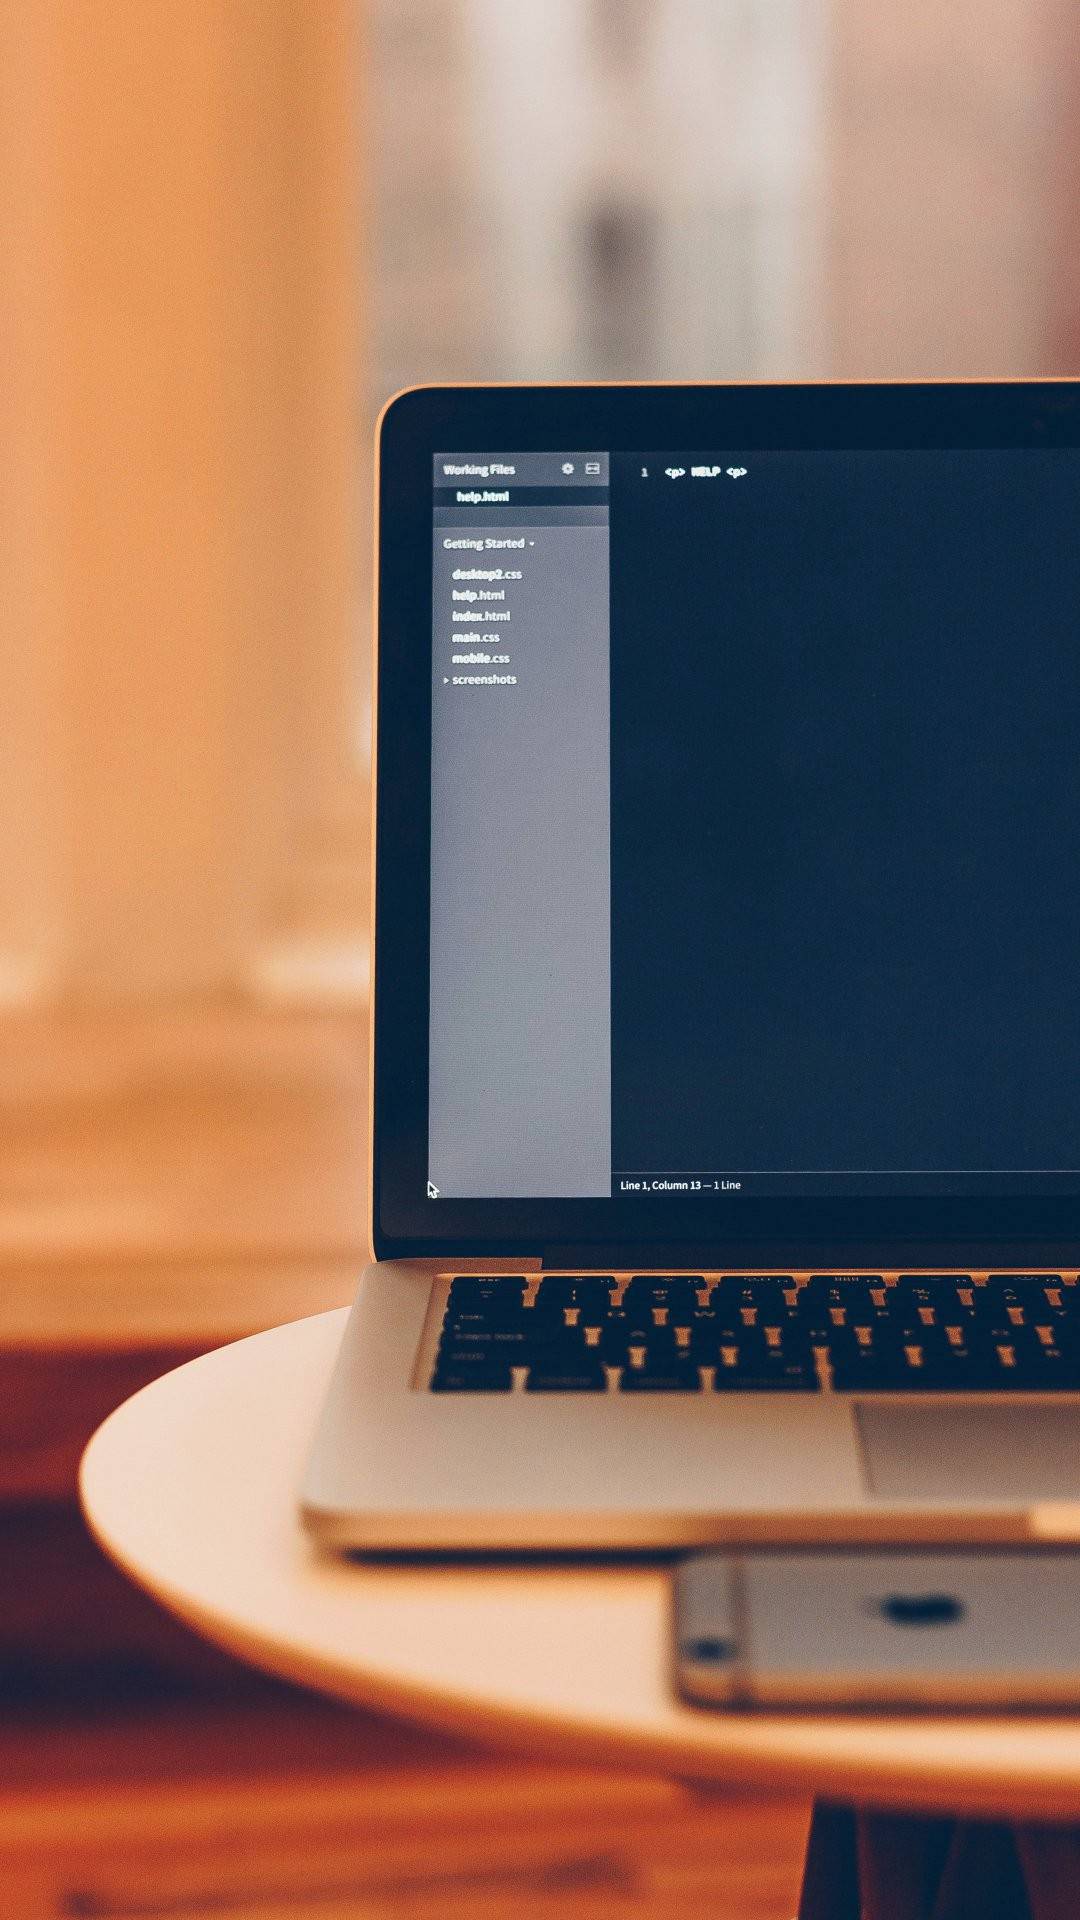 Working Files
help.html
Getting Started
desktop2.css
help.html
index.html
main.css
mobile.css
screenshots
1 <p> HELP <p>
Line 1, Column 13 — 1 Line